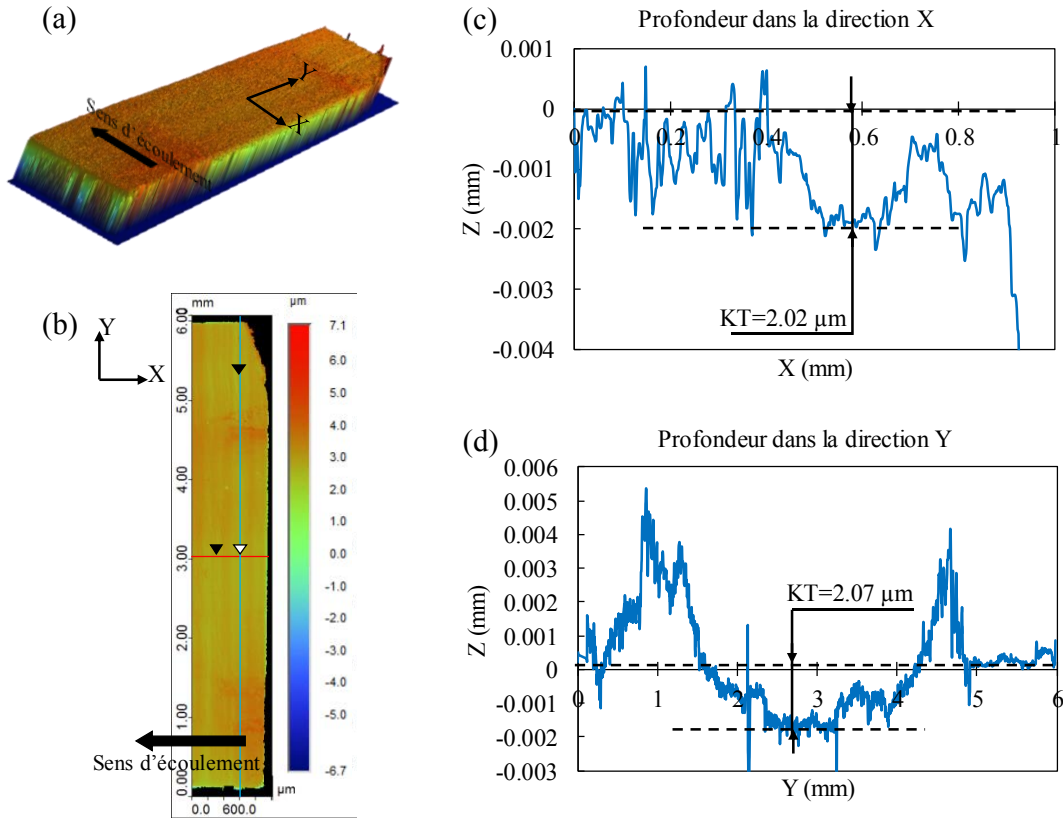 (a)
Y
X
Sens d'écoulement
(b)
Y
X
mm
µm
6.00
5.00
4.00
3.00
2.00
1.00
0.00
0.0 600.0 µm
7.1
6.0
5.0
4.0
3.0
2.0
1.0
0.0
-1.0
-2.0
-3.0
-4.0
-5.0
-6.7
Sens d'écoulement
(c)
Profondeur dans la direction X
0.001
0
-0.001
-0.002
-0.003
-0.004
0 0.2 0.4 0.6 0.8 1
Z (mm)
KT=2.02 µm
X (mm)
(d)
Profondeur dans la direction Y
0.006
0.005
0.004
0.003
0.002
0.001
0
-0.001
-0.002
-0.003
0 1 2 3 4 5 6
Z (mm)
KT=2.07 µm
Y (mm)